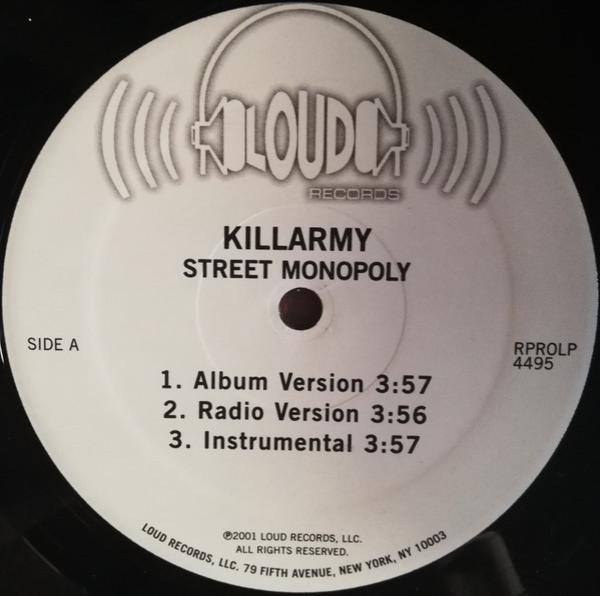 LOUD
RECORDS
KILLARMY
STREET MONOPOLY
SIDE A
RPROLP
4495
1. Album Version 3:57
2. Radio Version 3:56
3. Instrumental 3:57
℗2001 LOUD RECORDS, LLC.
ALL RIGHTS RESERVED.
LOUD RECORDS, LLC. 79 FIFTH AVENUE, NEW YORK, NY 10003